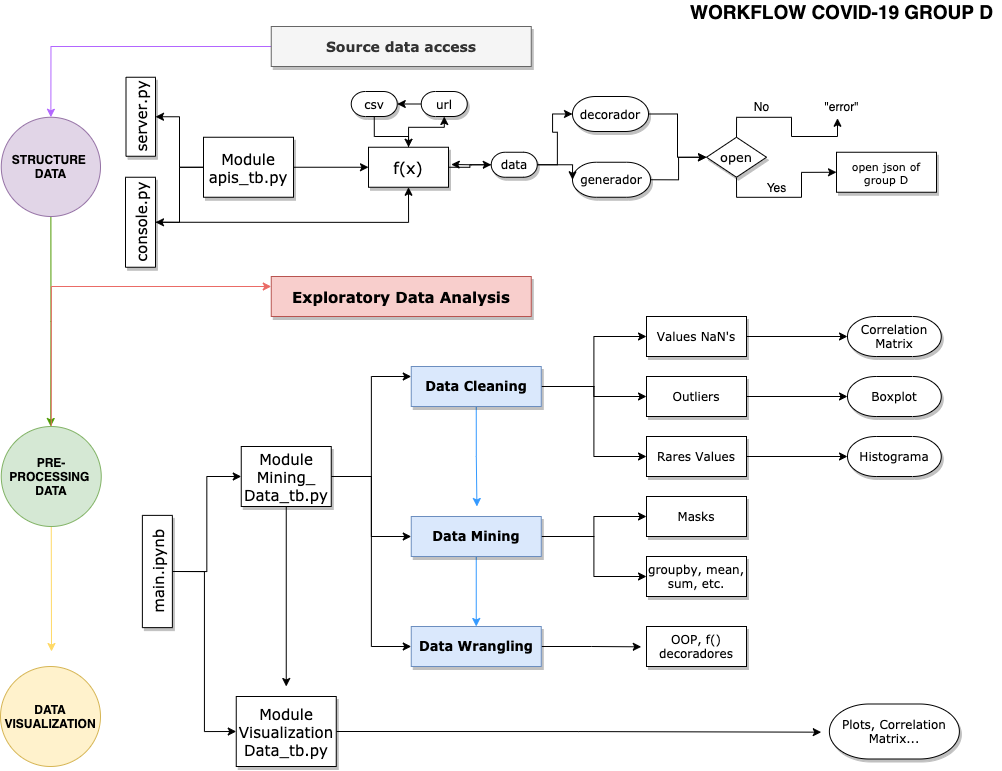 WORKFLOW COVID-19 GROUP D
Source data access
server.py
csv
url
decorador
No
"error"
STRUCTURE
DATA
Module
apis_tb.py
f(x)
data
open
open json of
group D
generador
Yes
console.py
Exploratory Data Analysis
Values NaN's
Correlation
Matrix
Data Cleaning
Outliers
Boxplot
Rares Values
Histograma
PRE-
PROCESSING
DATA
Module
Mining_
Data_tb.py
Masks
Data Mining
main.ipynb
groupby, mean,
sum, etc.
Data Wrangling
OOP, f()
decoradores
DATA
VISUALIZATION
Module
Visualization
Data_tb.py
Plots, Correlation
Matrix...